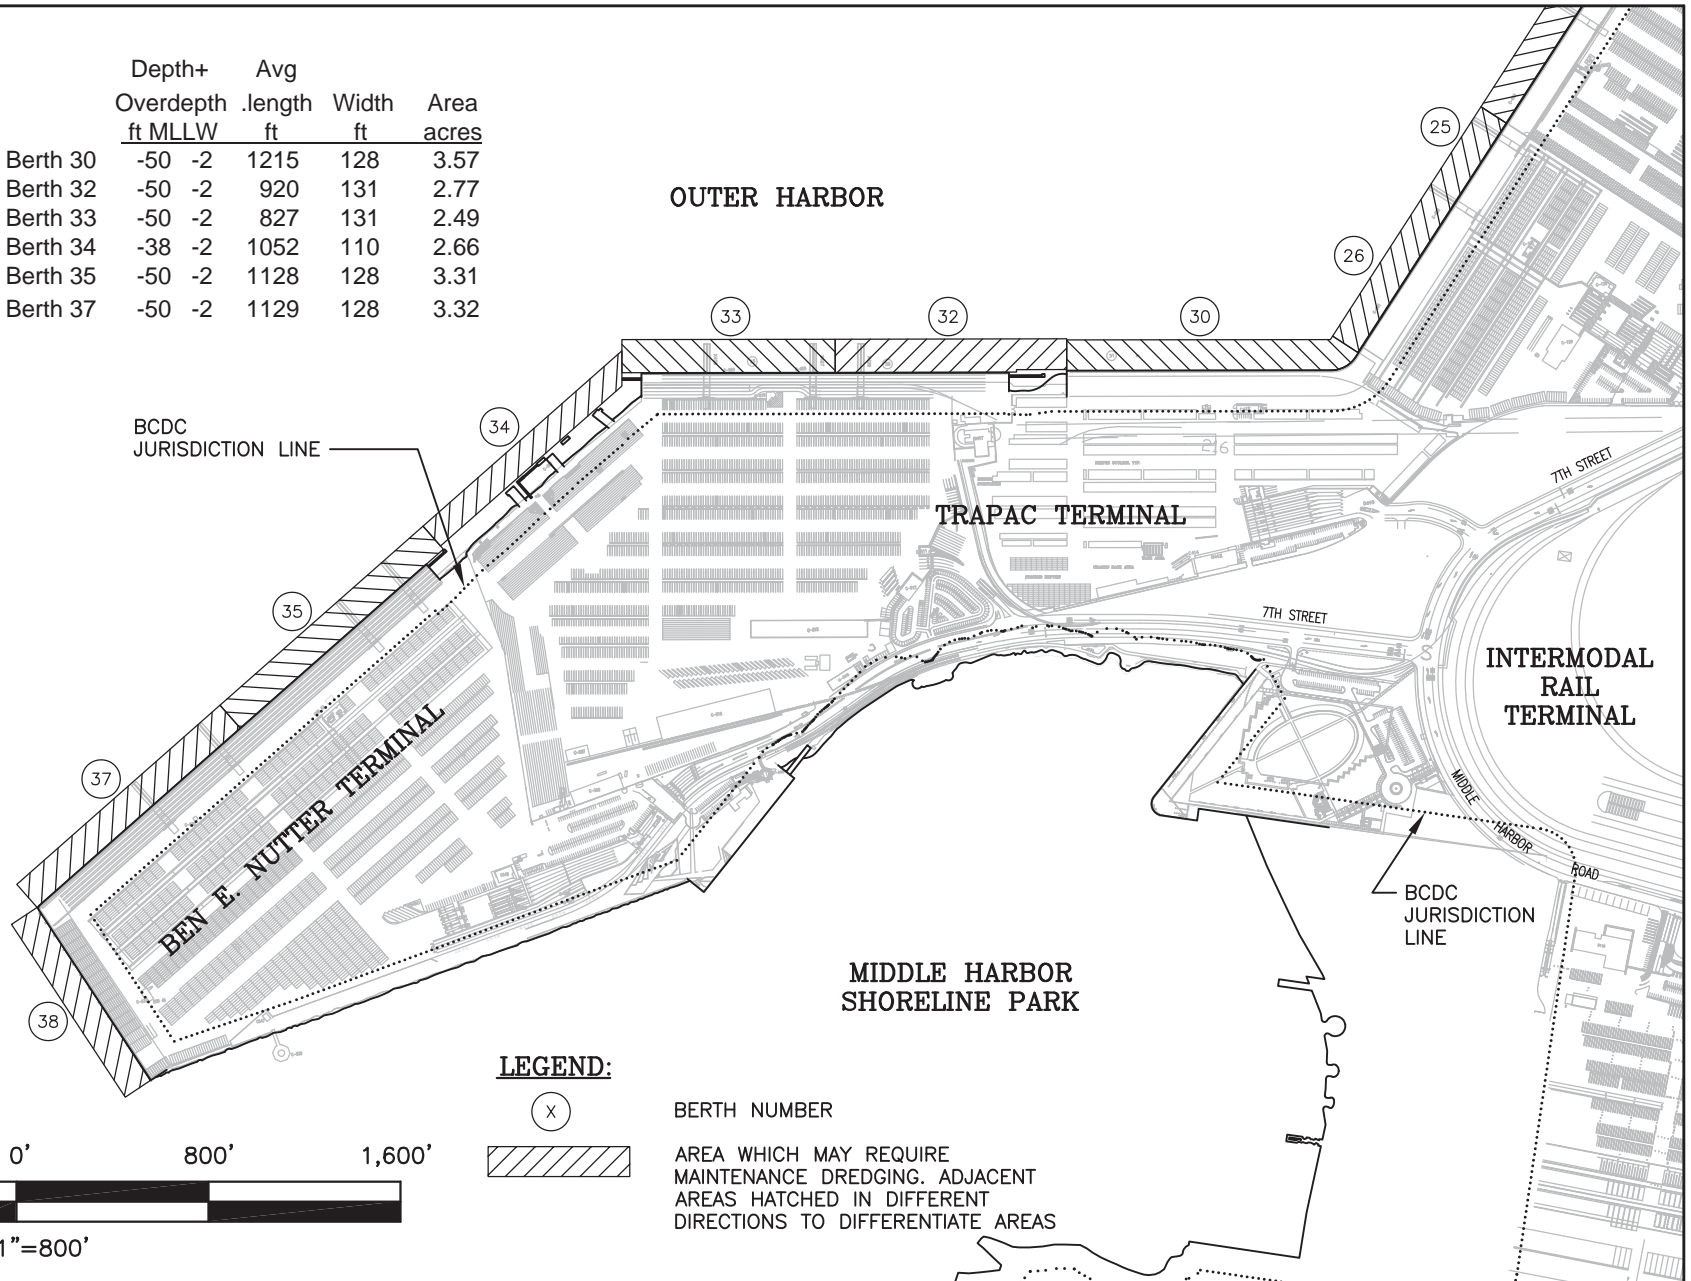 Depth+ Avg
Overdepth .length Width Area
ft MLLW ft ft acres
Berth 30 -50 -2 1215 128 3.57
Berth 32 -50 -2 920 131 2.77
Berth 33 -50 -2 827 131 2.49
Berth 34 -38 -2 1052 110 2.66
Berth 35 -50 -2 1128 128 3.31
Berth 37 -50 -2 1129 128 3.32
OUTER HARBOR
25
26
33
32
30
34
BCDC
JURISDICTION LINE
35
37
38
7TH STREET
TRAPAC TERMINAL
7TH STREET
INTERMODAL
RAIL
TERMINAL
BEN E. NUTTER TERMINAL
MIDDLE HARBOR ROAD
BCDC
JURISDICTION
LINE
MIDDLE HARBOR
SHORELINE PARK
LEGEND:
X BERTH NUMBER
AREA WHICH MAY REQUIRE
MAINTENANCE DREDGING. ADJACENT
AREAS HATCHED IN DIFFERENT
DIRECTIONS TO DIFFERENTIATE AREAS
0' 800' 1,600'
1"=800'